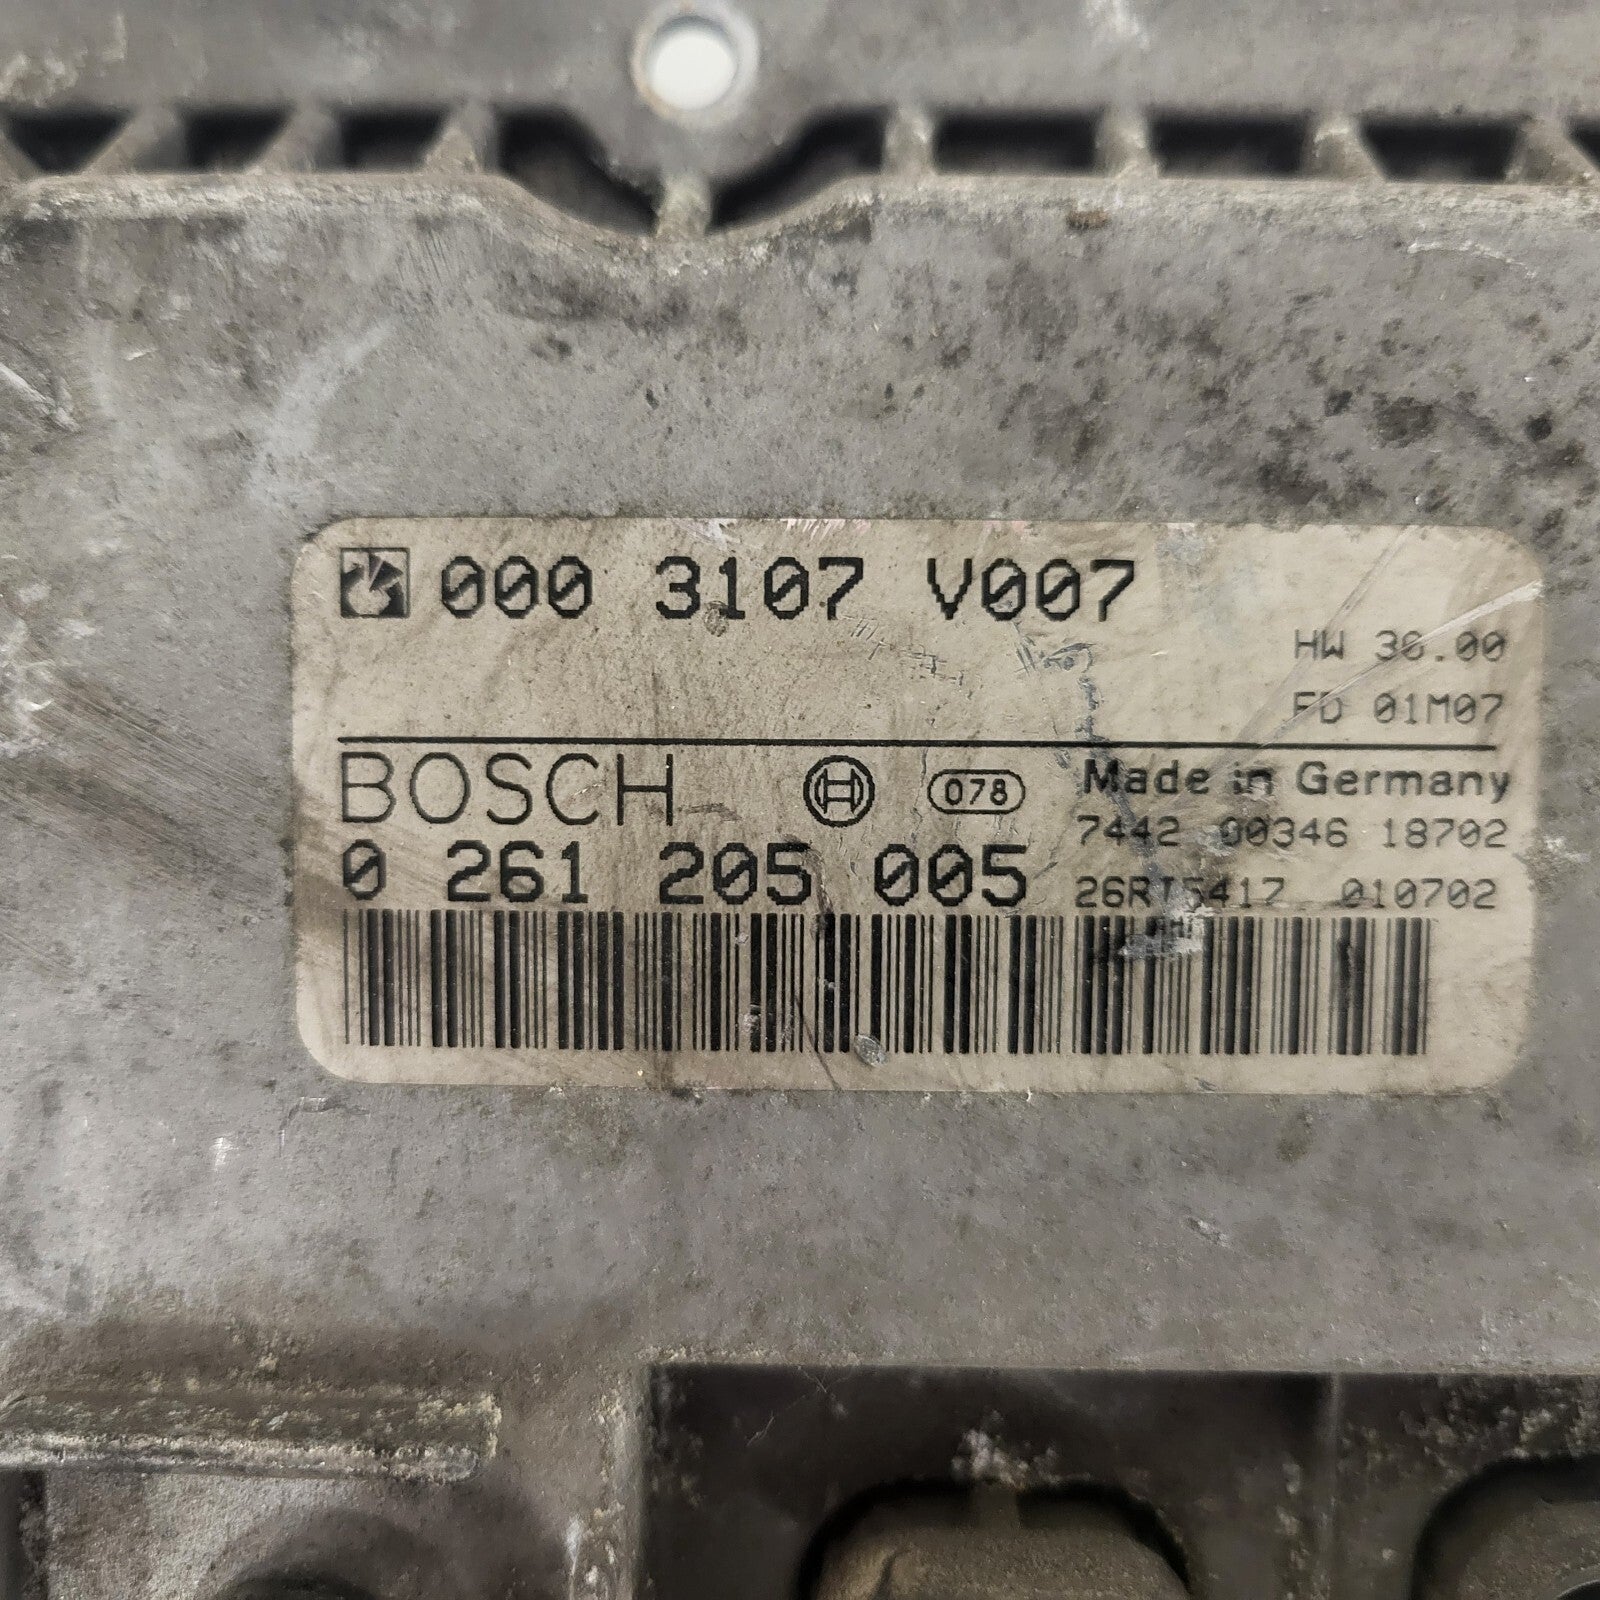 000 3107 V007
HW 30.00
FD 01M07
BOSCH 078 Made in Germany
7442 00346 18702
0 261 205 005
26RT5417 010702